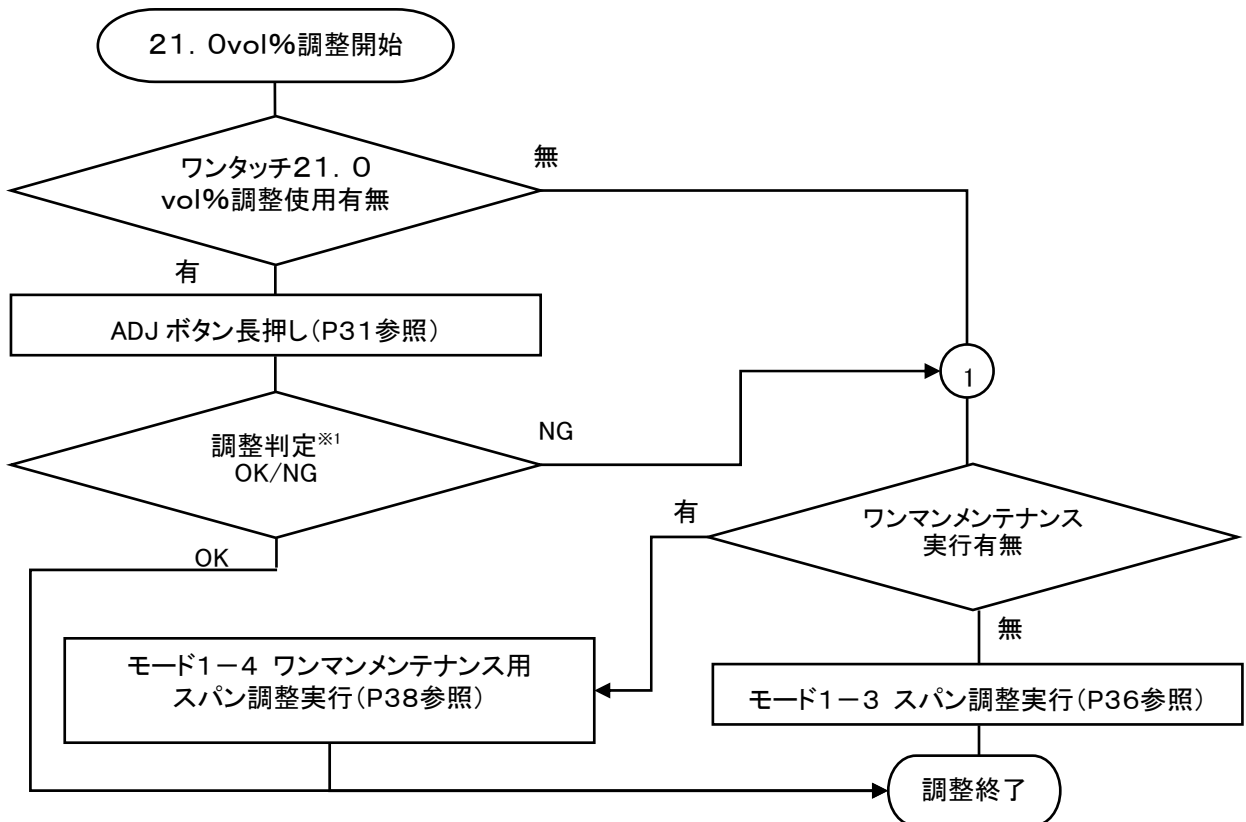 21.0vol%調整開始
ワンタッチ21.0
vol%調整使用有無
無
有
ADJ ボタン長押し(P31参照)
1
調整判定※1
OK/NG
NG
OK
ワンマンメンテナンス
実行有無
有
無
モード1-4 ワンマンメンテナンス用
スパン調整実行(P38参照)
モード1-3 スパン調整実行(P36参照)
調整終了